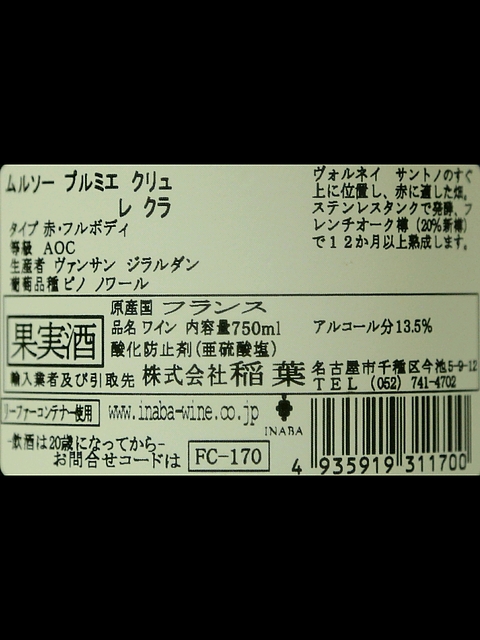 ムルソー プルミエ クリュ
レ クラ
タイプ 赤・フルボディ
等級 AOC
生産者 ヴァンサン ジラルダン
葡萄品種 ピノ ノワール
ヴォルネイ サントノのすぐ
上に位置し、赤に適した畑。
ステンレスタンクで発酵、フ
レンチオーク樽(20%新樽)
で12か月以上熟成します。
果実酒
原産国 フランス
品名 ワイン 内容量750ml アルコール分13.5%
酸化防止剤(亜硫酸塩)
輸入業者及び引取先 株式会社 稲葉 名古屋市千種区今池5-9-12
TEL (052) 741-4702
リーファーコンテナー使用 www.inaba-wine.co.jp
INABA
-飲酒は20歳になってから-
お問合せコードは FC-170
4 935919 311700